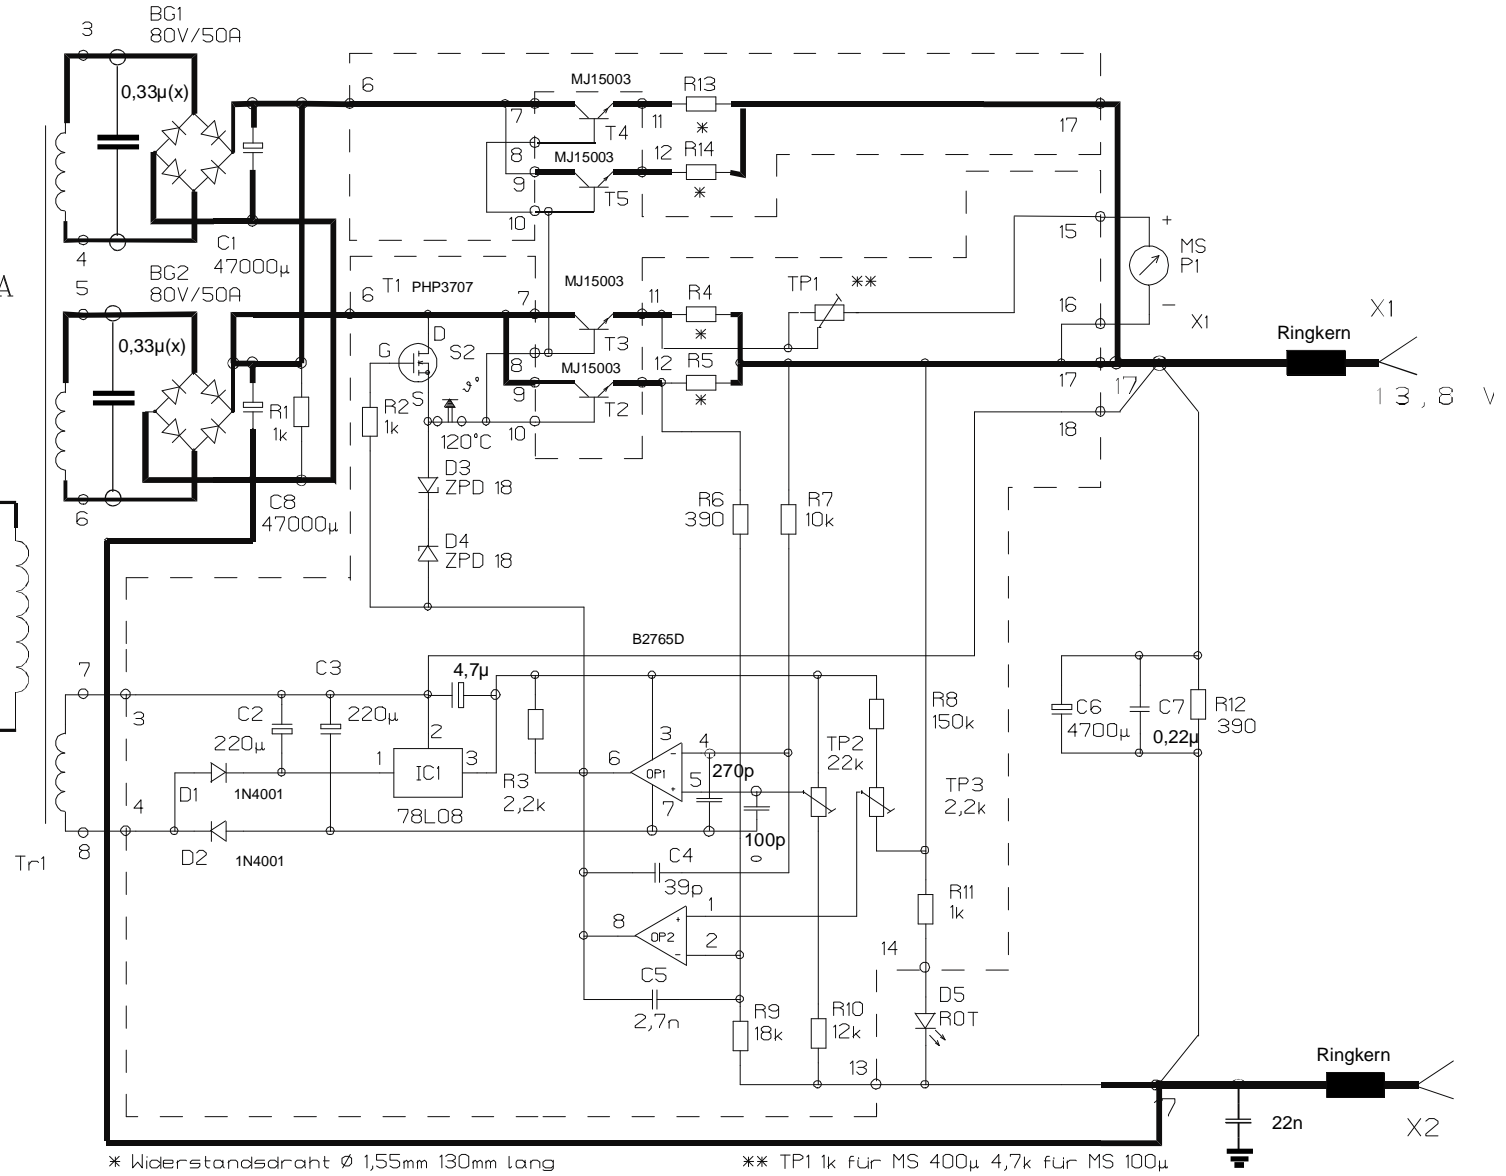 3
BG1
80V/50A
0,33µ(x)
4
C1
47000µ
6
MJ15003
7
T4
11
R13
*
8
MJ15003
12
R14
*
9
T5
10
17
15
+
MS
P1
−
16
A
5
BG2
80V/50A
0,33µ(x)
6
R1
1k
C8
47000µ
6
T1
PHP3707
7
MJ15003
11
R4
*
TP1
**
D
G
S2
S
R2
1k
ϑ°
120°C
T3
8
MJ15003
12
R5
*
9
T2
10
X1
Ringkern
X1
17
17
18
13,8 V
D3
ZPD 18
D4
ZPD 18
R6
390
R7
10k
B2765D
7
3
C3
220µ
4,7µ
C2
220µ
2
1
IC1
3
78L08
D1
1N4001
4
8
D2
1N4001
Tr1
R3
2,2k
6
OP1
3
4
−
270p
5
+
7
100p
TP2
22k
R8
150k
TP3
2,2k
C6
4700µ
C7
0,22µ
R12
390
C4
39p
8
OP2
1
+
2
−
C5
2,7n
R11
1k
14
D5
ROT
R9
18k
R10
12k
13
Ringkern
17
22n
X2
* Widerstandsdraht Ø 1,55mm 130mm lang
** TP1 1k für MS 400µ 4,7k für MS 100µ